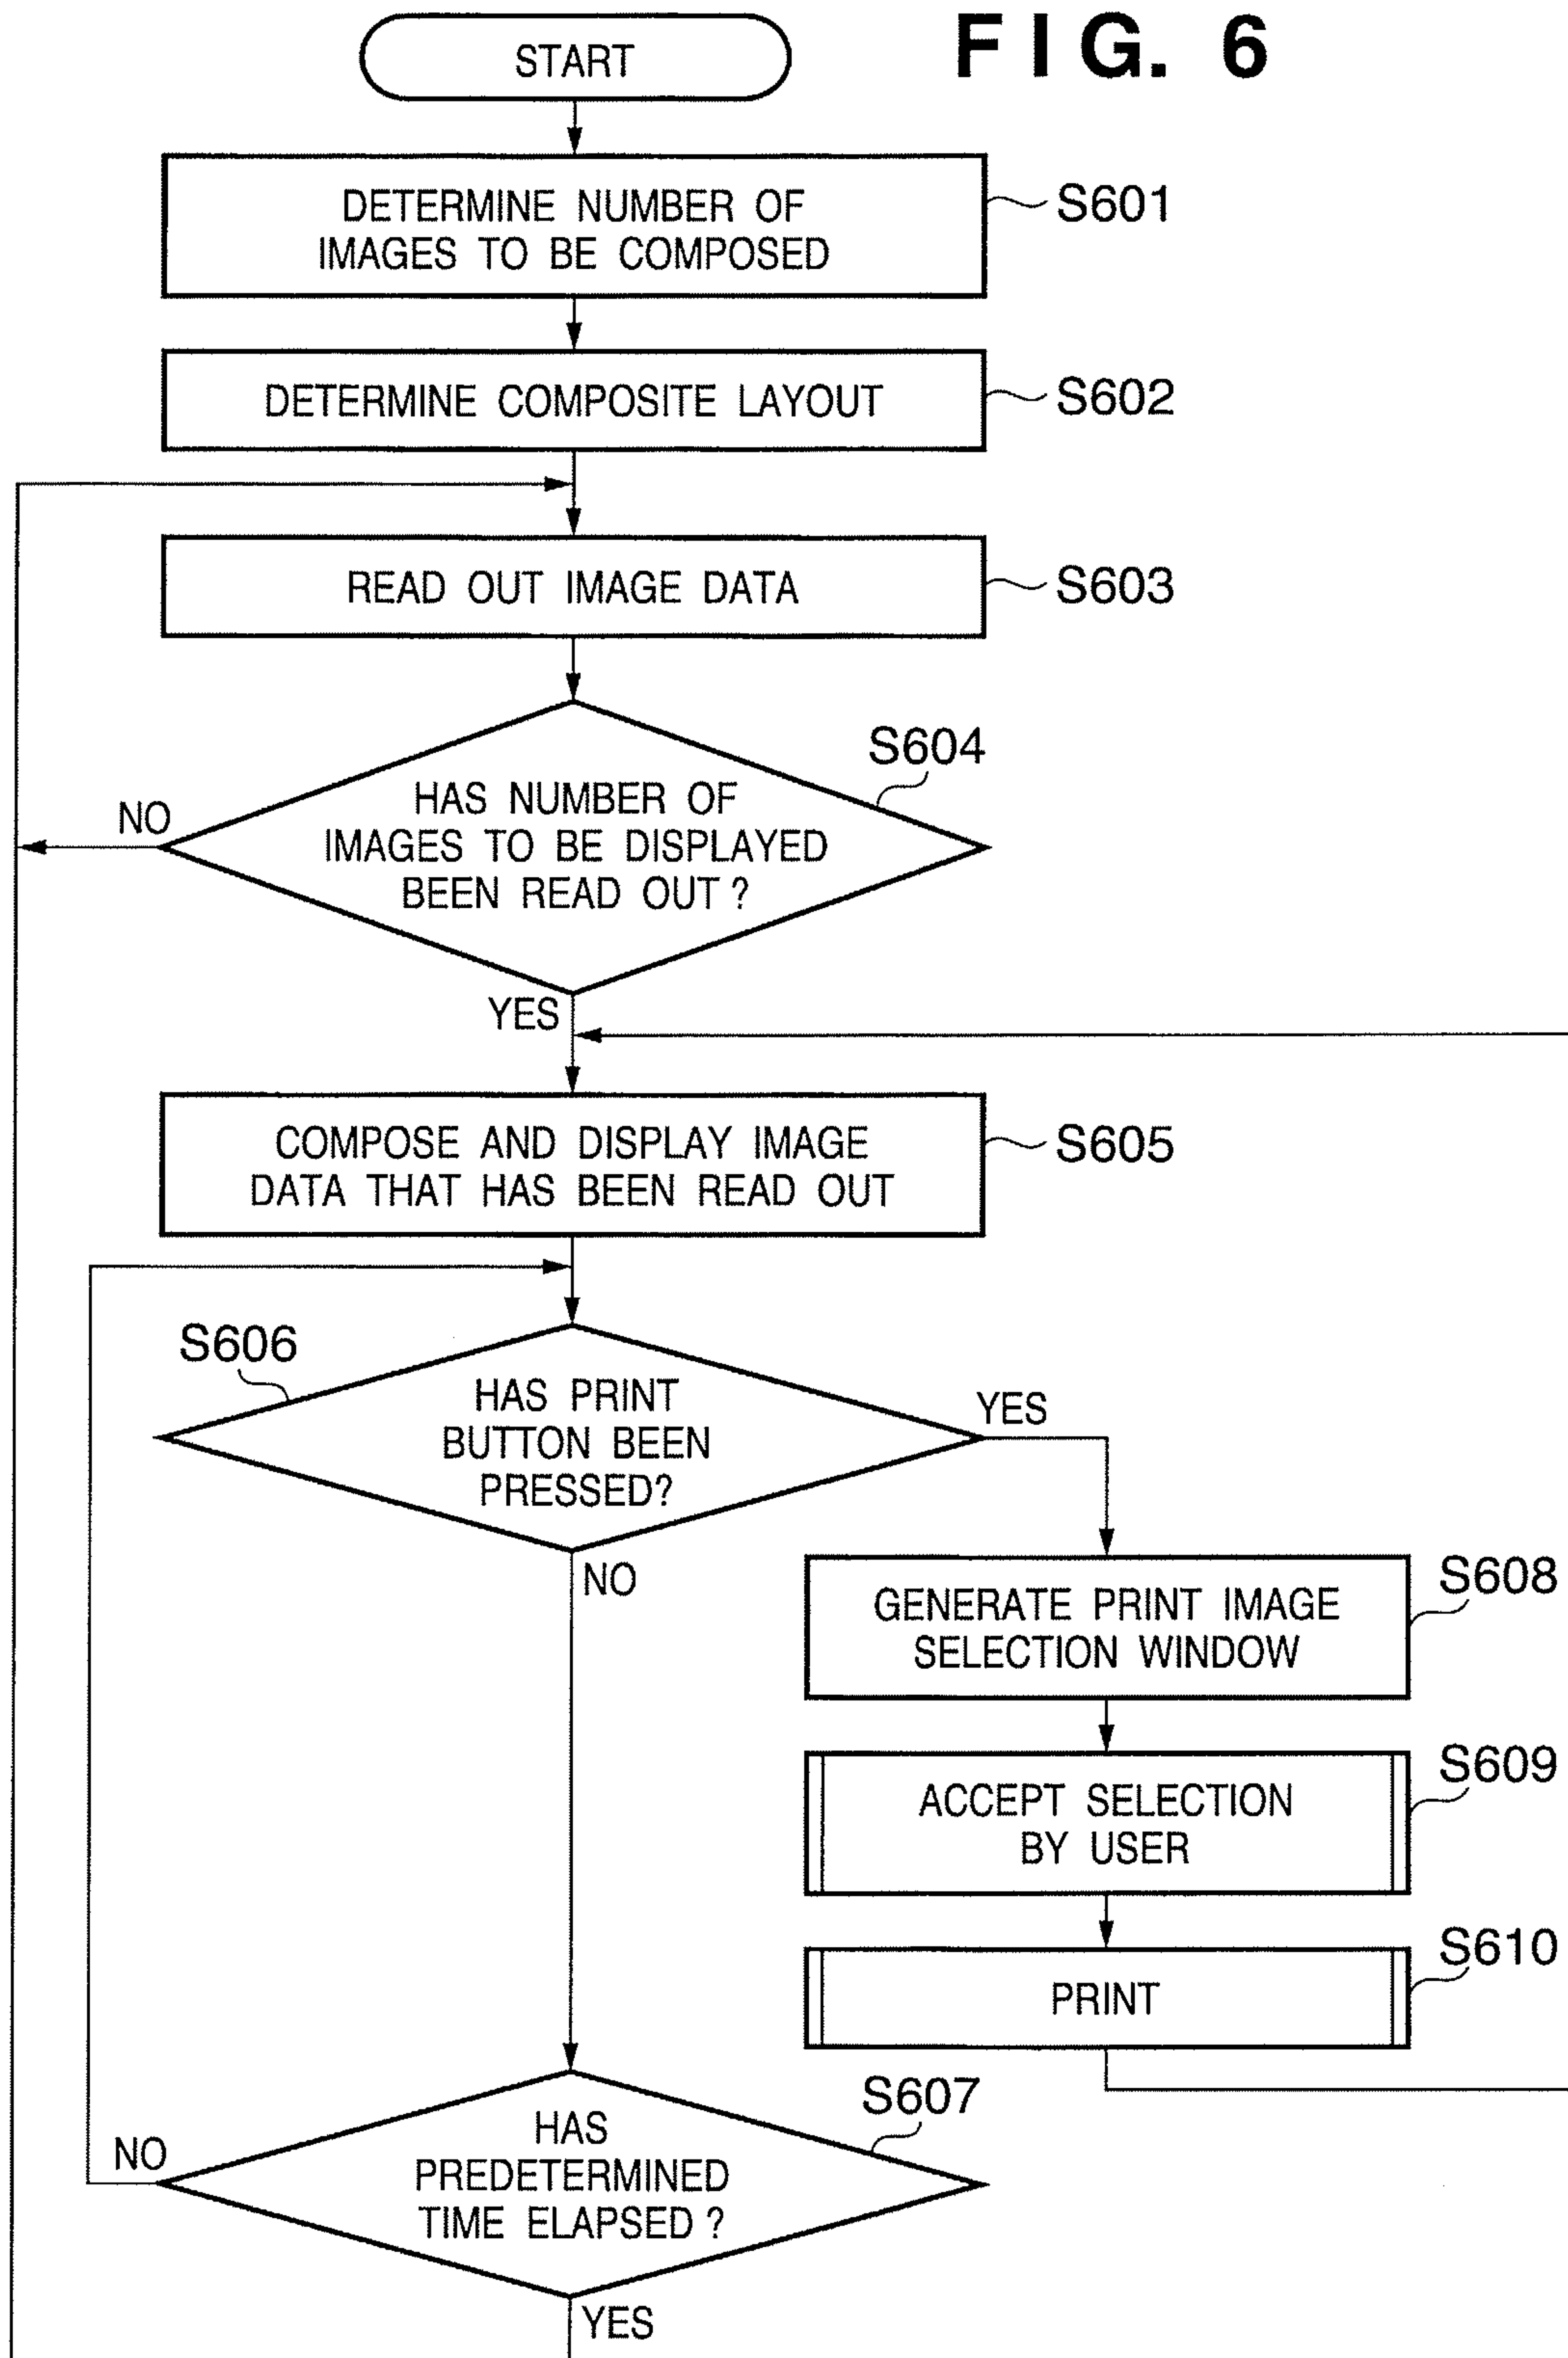 FIG. 6
START
DETERMINE NUMBER OF
IMAGES TO BE COMPOSED
S601
DETERMINE COMPOSITE LAYOUT
S602
READ OUT IMAGE DATA
S603
S604
HAS NUMBER OF
IMAGES TO BE DISPLAYED
BEEN READ OUT ?
NO
YES
COMPOSE AND DISPLAY IMAGE
DATA THAT HAS BEEN READ OUT
S605
S606
HAS PRINT
BUTTON BEEN
PRESSED?
YES
NO
GENERATE PRINT IMAGE
SELECTION WINDOW
S608
ACCEPT SELECTION
BY USER
S609
PRINT
S610
S607
HAS
PREDETERMINED
TIME ELAPSED ?
NO
YES